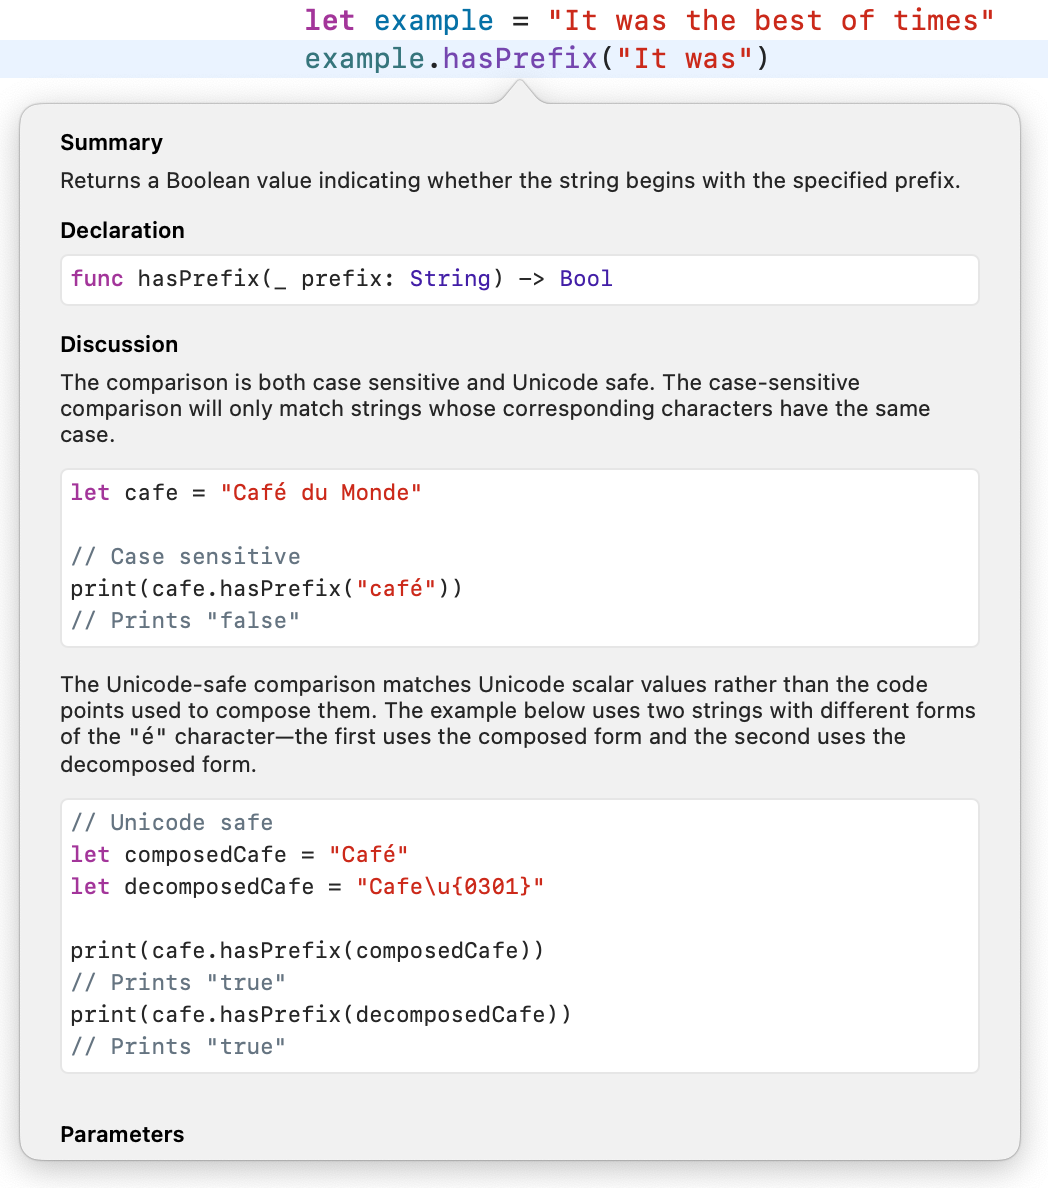 let example = "It was the best of times"
example.hasPrefix("It was")
Summary
Returns a Boolean value indicating whether the string begins with the specified prefix.
Declaration
func hasPrefix(_ prefix: String) -> Bool
Discussion
The comparison is both case sensitive and Unicode safe. The case-sensitive
comparison will only match strings whose corresponding characters have the same
case.
let cafe = "Café du Monde"
// Case sensitive
print(cafe.hasPrefix("café"))
// Prints "false"
The Unicode-safe comparison matches Unicode scalar values rather than the code
points used to compose them. The example below uses two strings with different forms
of the "é" character—the first uses the composed form and the second uses the
decomposed form.
// Unicode safe
let composedCafe = "Café"
let decomposedCafe = "Cafe\u{0301}"
print(cafe.hasPrefix(composedCafe))
// Prints "true"
print(cafe.hasPrefix(decomposedCafe))
// Prints "true"
Parameters